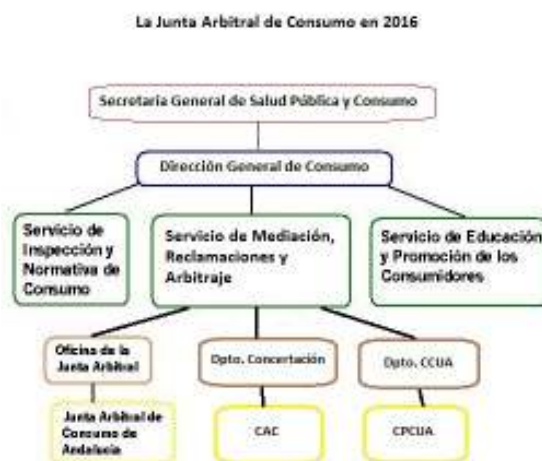 La Junta Arbitral de Consumo en 2016
Secretaria General de Salud Pública y Consumo
Dirección General de Consumo
Servicio de
Inspección y
Normativa de
Consumo
Servicio de Mediación,
Reclamaciones y
Arbitraje
Servicio de Educación
y Promoción de los
Consumidores
Oficina de la
Junta Arbitral
Dpto. Concertación
Dpto. CCUA
Junta Arbitral de
Consumo de
Andalucía
CAC
CPCUA